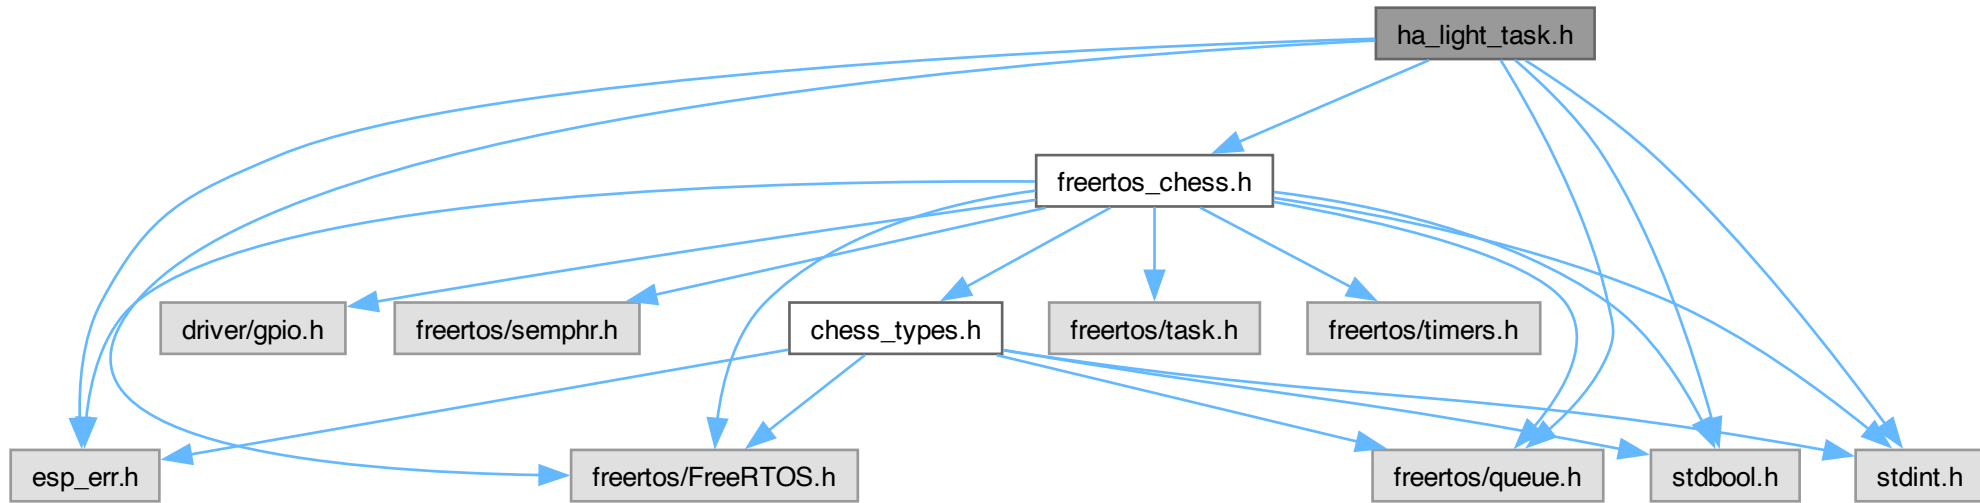 ha_light_task.h
freertos_chess.h
driver/gpio.h
freertos/semphr.h
chess_types.h
freertos/task.h
freertos/timers.h
esp_err.h
freertos/FreeRTOS.h
freertos/queue.h
stdbool.h
stdint.h